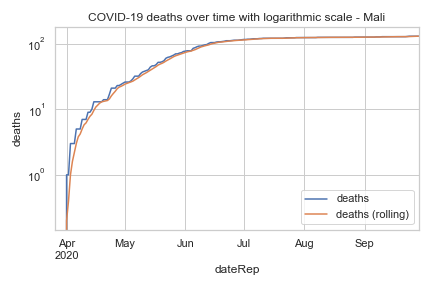 COVID-19 deaths over time with logarithmic scale - Mali
deaths
10²
10¹
10⁰
Apr
2020
May
Jun
Jul
Aug
Sep
dateRep
deaths
deaths (rolling)